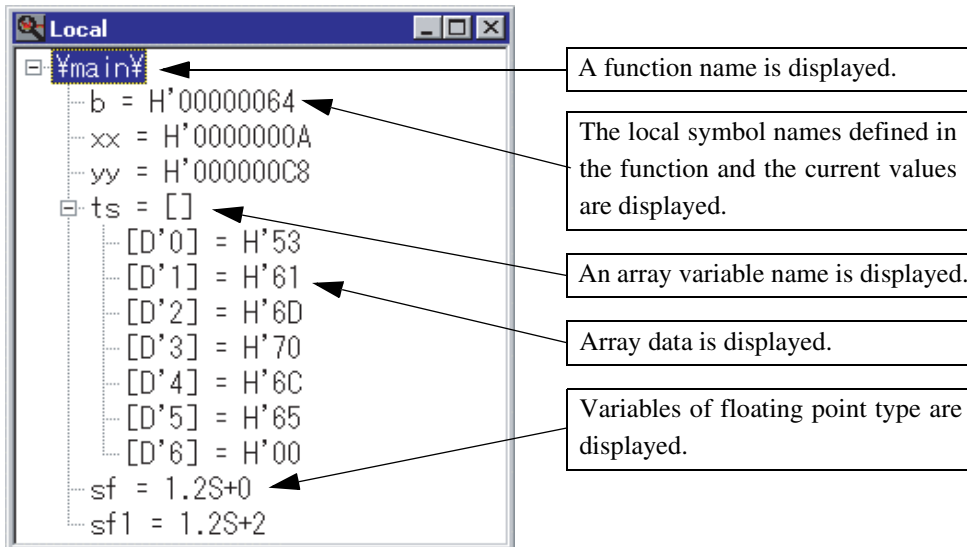 Local
¥main¥
b = H'00000064
xx = H'0000000A
yy = H'000000C8
ts = []
[D'0] = H'53
[D'1] = H'61
[D'2] = H'6D
[D'3] = H'70
[D'4] = H'6C
[D'5] = H'65
[D'6] = H'00
sf = 1.2S+0
sf1 = 1.2S+2
A function name is displayed.
The local symbol names defined in
the function and the current values
are displayed.
An array variable name is displayed.
Array data is displayed.
Variables of floating point type are
displayed.